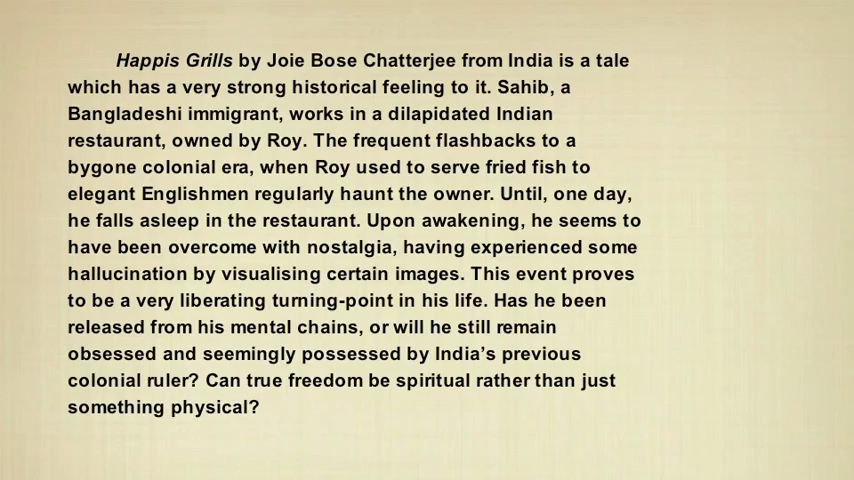 Happis Grills by Joie Bose Chatterjee from India is a tale
which has a very strong historical feeling to it. Sahib, a
Bangladeshi immigrant, works in a dilapidated Indian
restaurant, owned by Roy. The frequent flashbacks to a
bygone colonial era, when Roy used to serve fried fish to
elegant Englishmen regularly haunt the owner. Until, one day,
he falls asleep in the restaurant. Upon awakening, he seems to
have been overcome with nostalgia, having experienced some
hallucination by visualising certain images. This event proves
to be a very liberating turning-point in his life. Has he been
released from his mental chains, or will he still remain
obsessed and seemingly possessed by India’s previous
colonial ruler? Can true freedom be spiritual rather than just
something physical?